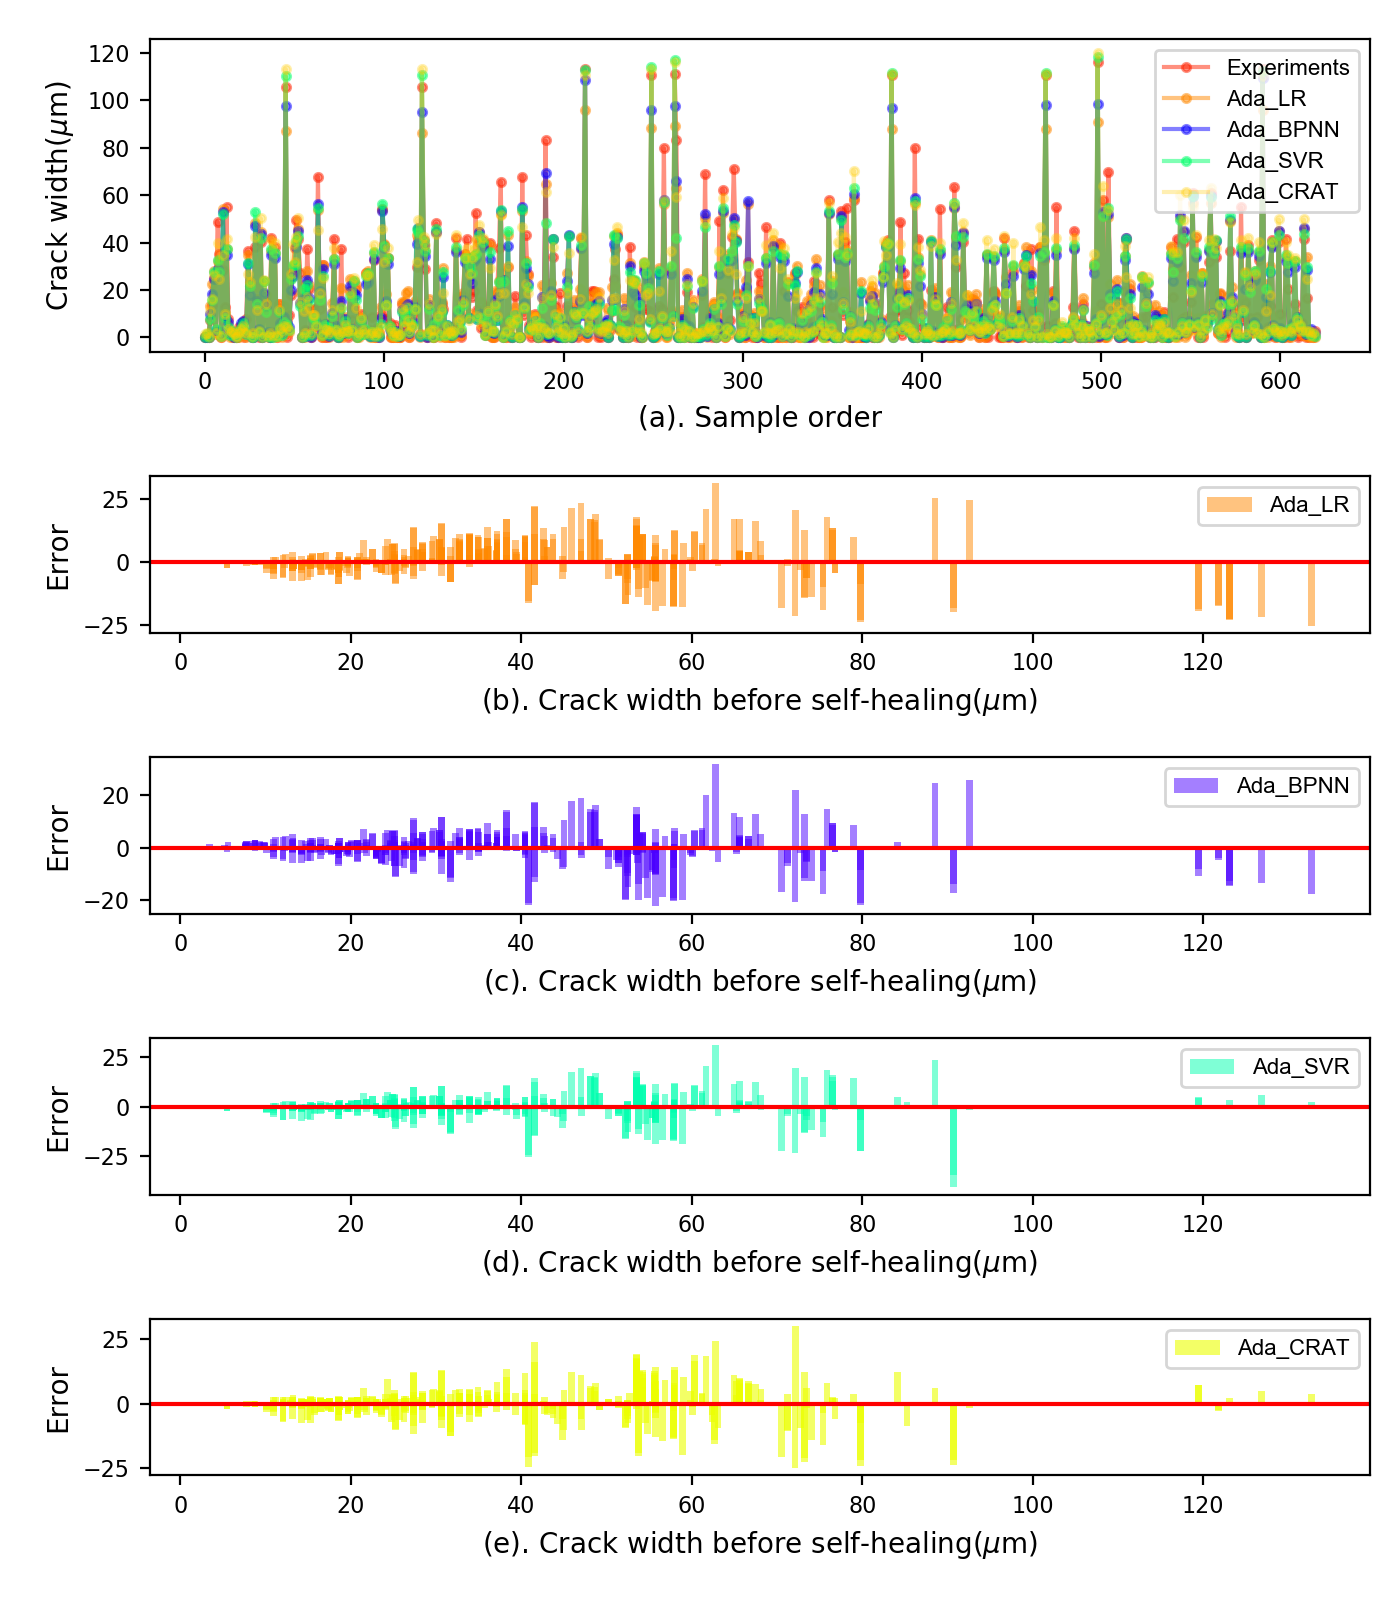 120
100
80
60
40
20
0
Crack width(μm)
Experiments
Ada_LR
Ada_BPNN
Ada_SVR
Ada_CRAT
0 100 200 300 400 500 600
(a). Sample order
25
0
−25
Error
Ada_LR
0 20 40 60 80 100 120
(b). Crack width before self-healing(μm)
20
0
−20
Error
Ada_BPNN
0 20 40 60 80 100 120
(c). Crack width before self-healing(μm)
25
0
−25
Error
Ada_SVR
0 20 40 60 80 100 120
(d). Crack width before self-healing(μm)
25
0
−25
Error
Ada_CRAT
0 20 40 60 80 100 120
(e). Crack width before self-healing(μm)